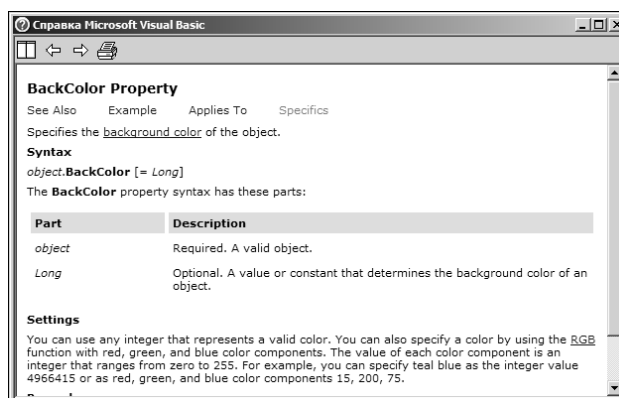 Справка Microsoft Visual Basic
BackColor Property
See Also Example Applies To Specifics
Specifies the background color of the object.
Syntax
object.BackColor [= Long]
The BackColor property syntax has these parts:
Part Description
object Required. A valid object.
Long Optional. A value or constant that determines the background color of an
object.
Settings
You can use any integer that represents a valid color. You can also specify a color by using the RGB
function with red, green, and blue color components. The value of each color component is an
integer that ranges from zero to 255. For example, you can specify teal blue as the integer value
4966415 or as red, green, and blue color components 15, 200, 75.